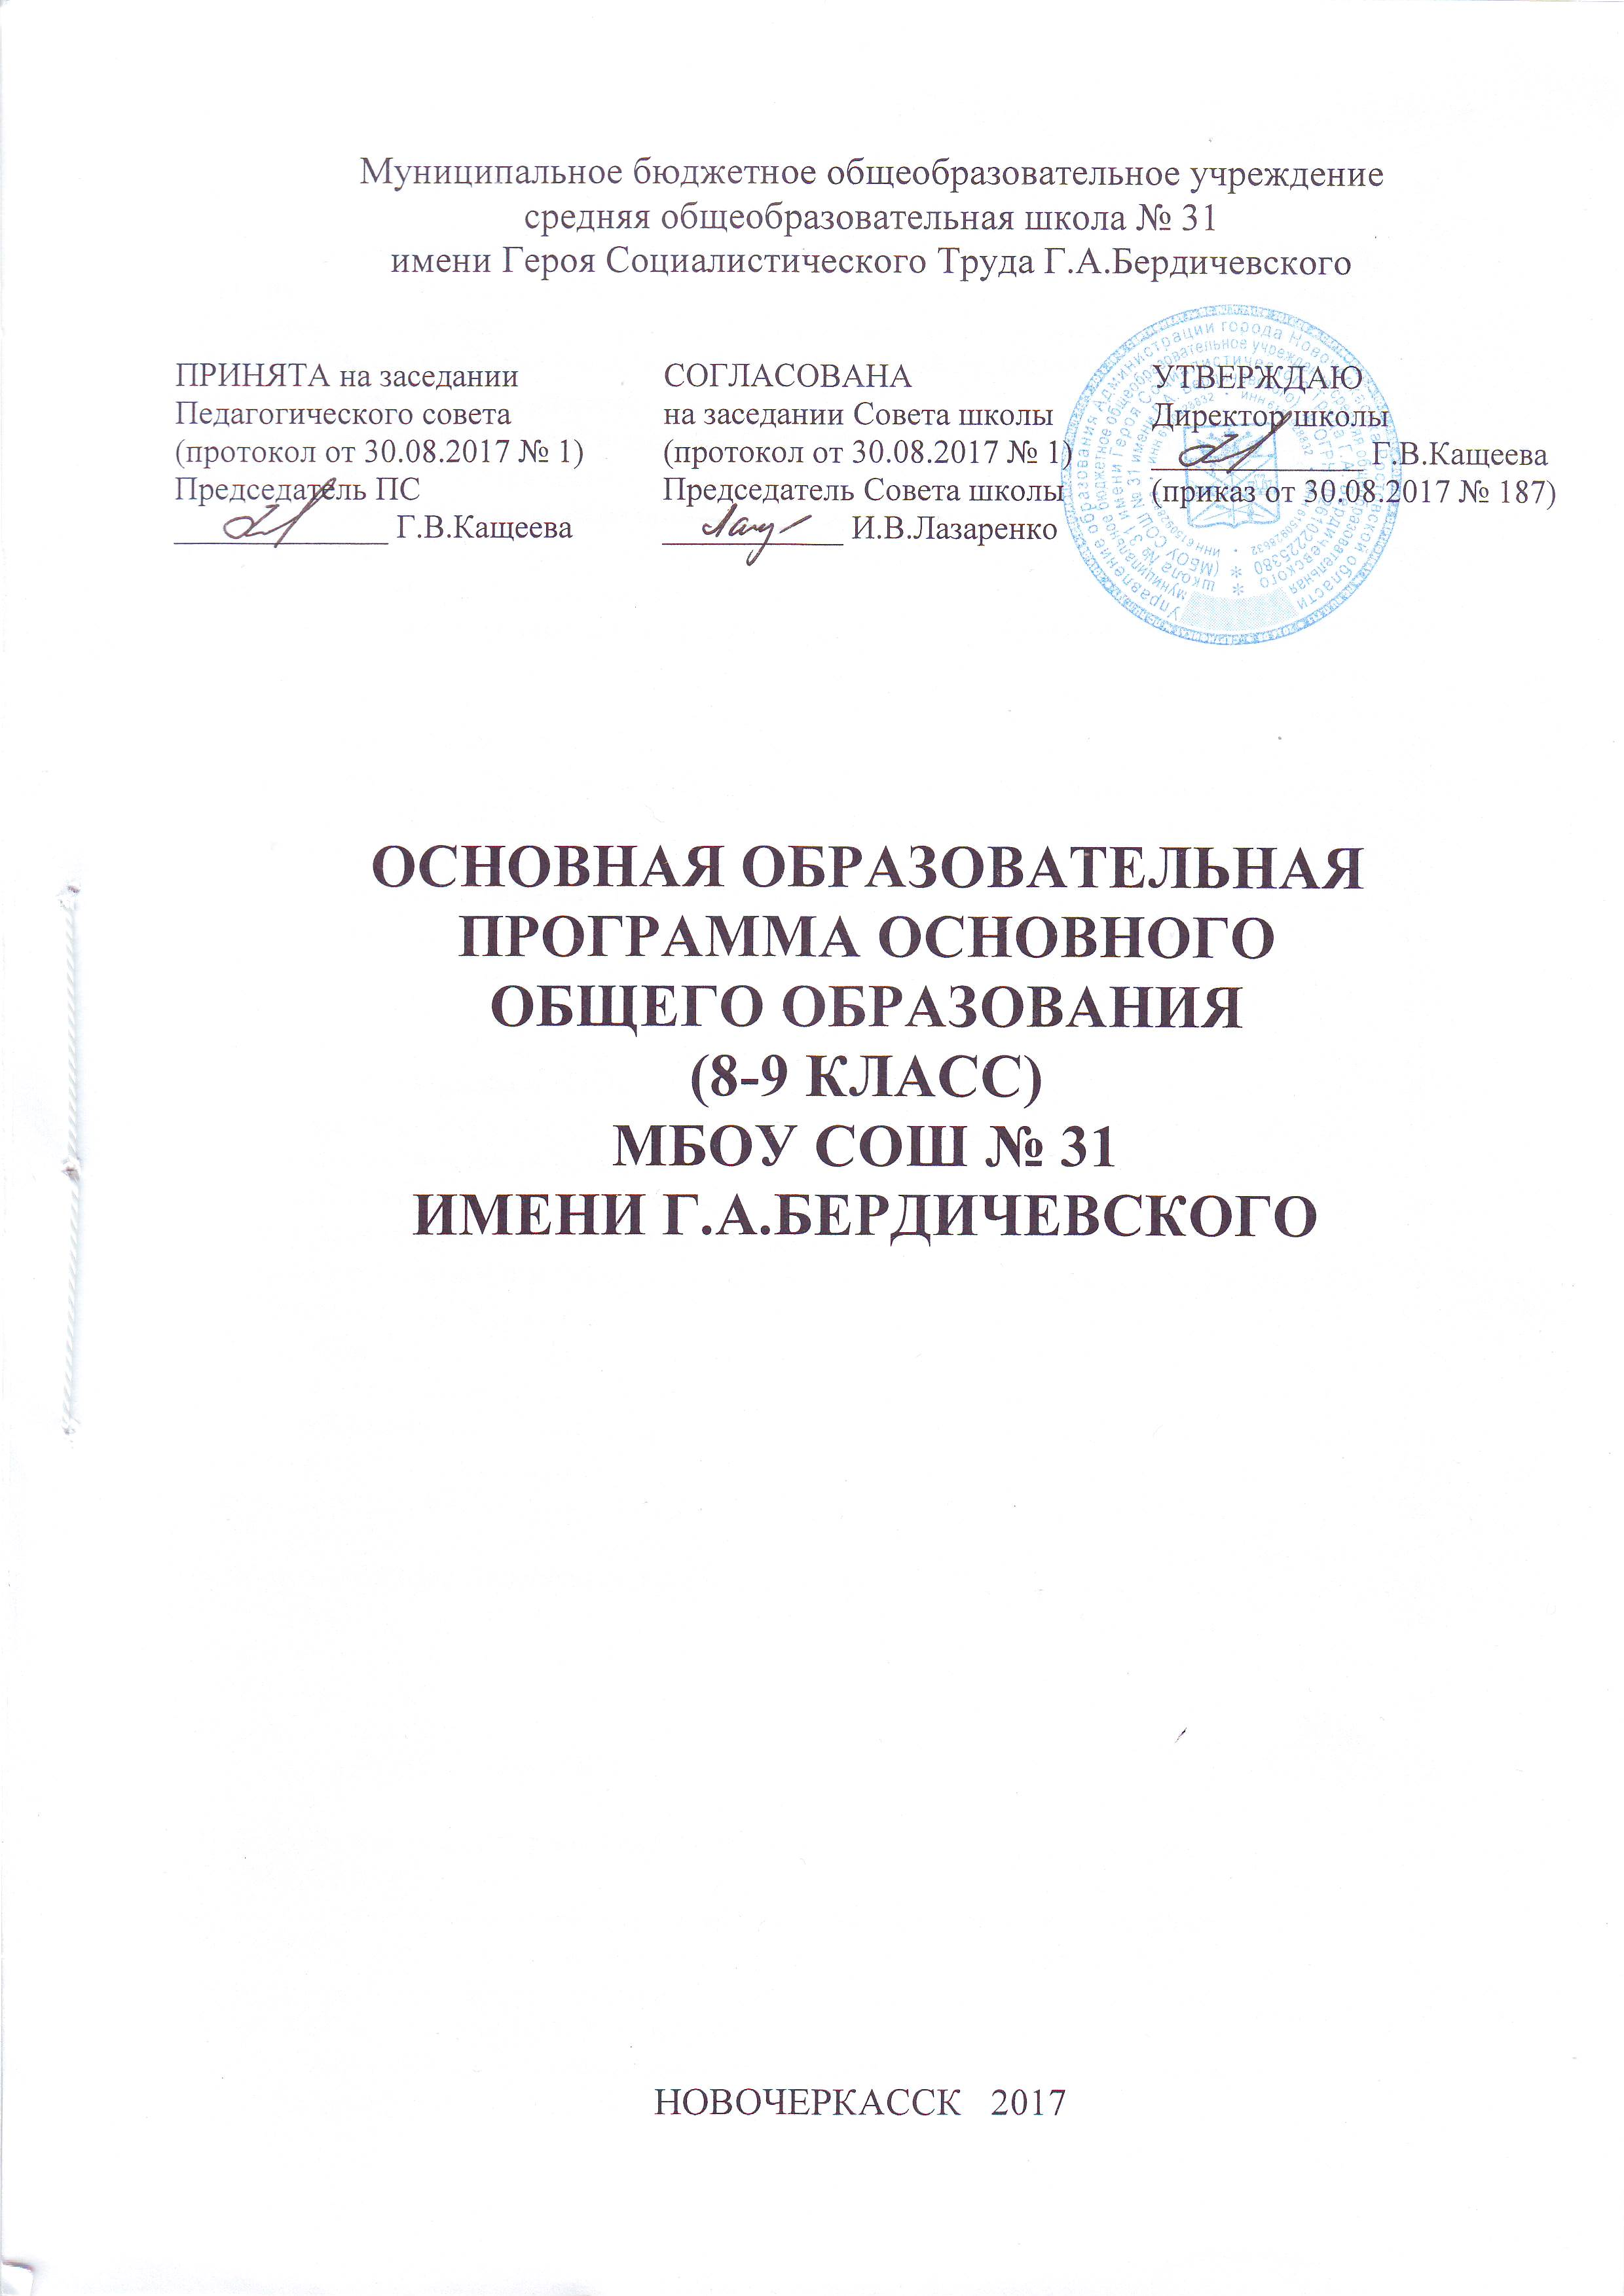 Муниципальное бюджетное общеобразовательное учреждение
средняя общеобразовательная школа № 31
имени Героя Социалистического Труда Г.А.Бердичевского
ПРИНЯТА на заседании
Педагогического совета
(протокол от 30.08.2017 № 1)
Председатель ПС
Г.В.Кащеева
СОГЛАСОВАНА
на заседании Совета школы
(протокол от 30.08.2017 № 1)
Председатель Совета школы
И.В.Лазаренко
УТВЕРЖДАЮ
Директор школы
Г.В.Кащеева
(приказ от 30.08.2017 № 187)
ОСНОВНАЯ ОБРАЗОВАТЕЛЬНАЯ
ПРОГРАММА ОСНОВНОГО
ОБЩЕГО ОБРАЗОВАНИЯ
(8-9 КЛАСС)
МБОУ СОШ № 31
ИМЕНИ Г.А.БЕРДИЧЕВСКОГО
НОВОЧЕРКАССК 2017